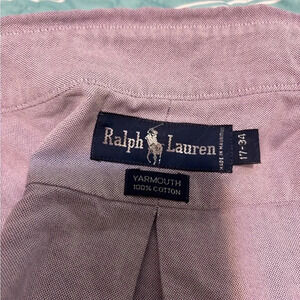 Ralph Lauren
17-34
YARMOUTH
100% COTTON